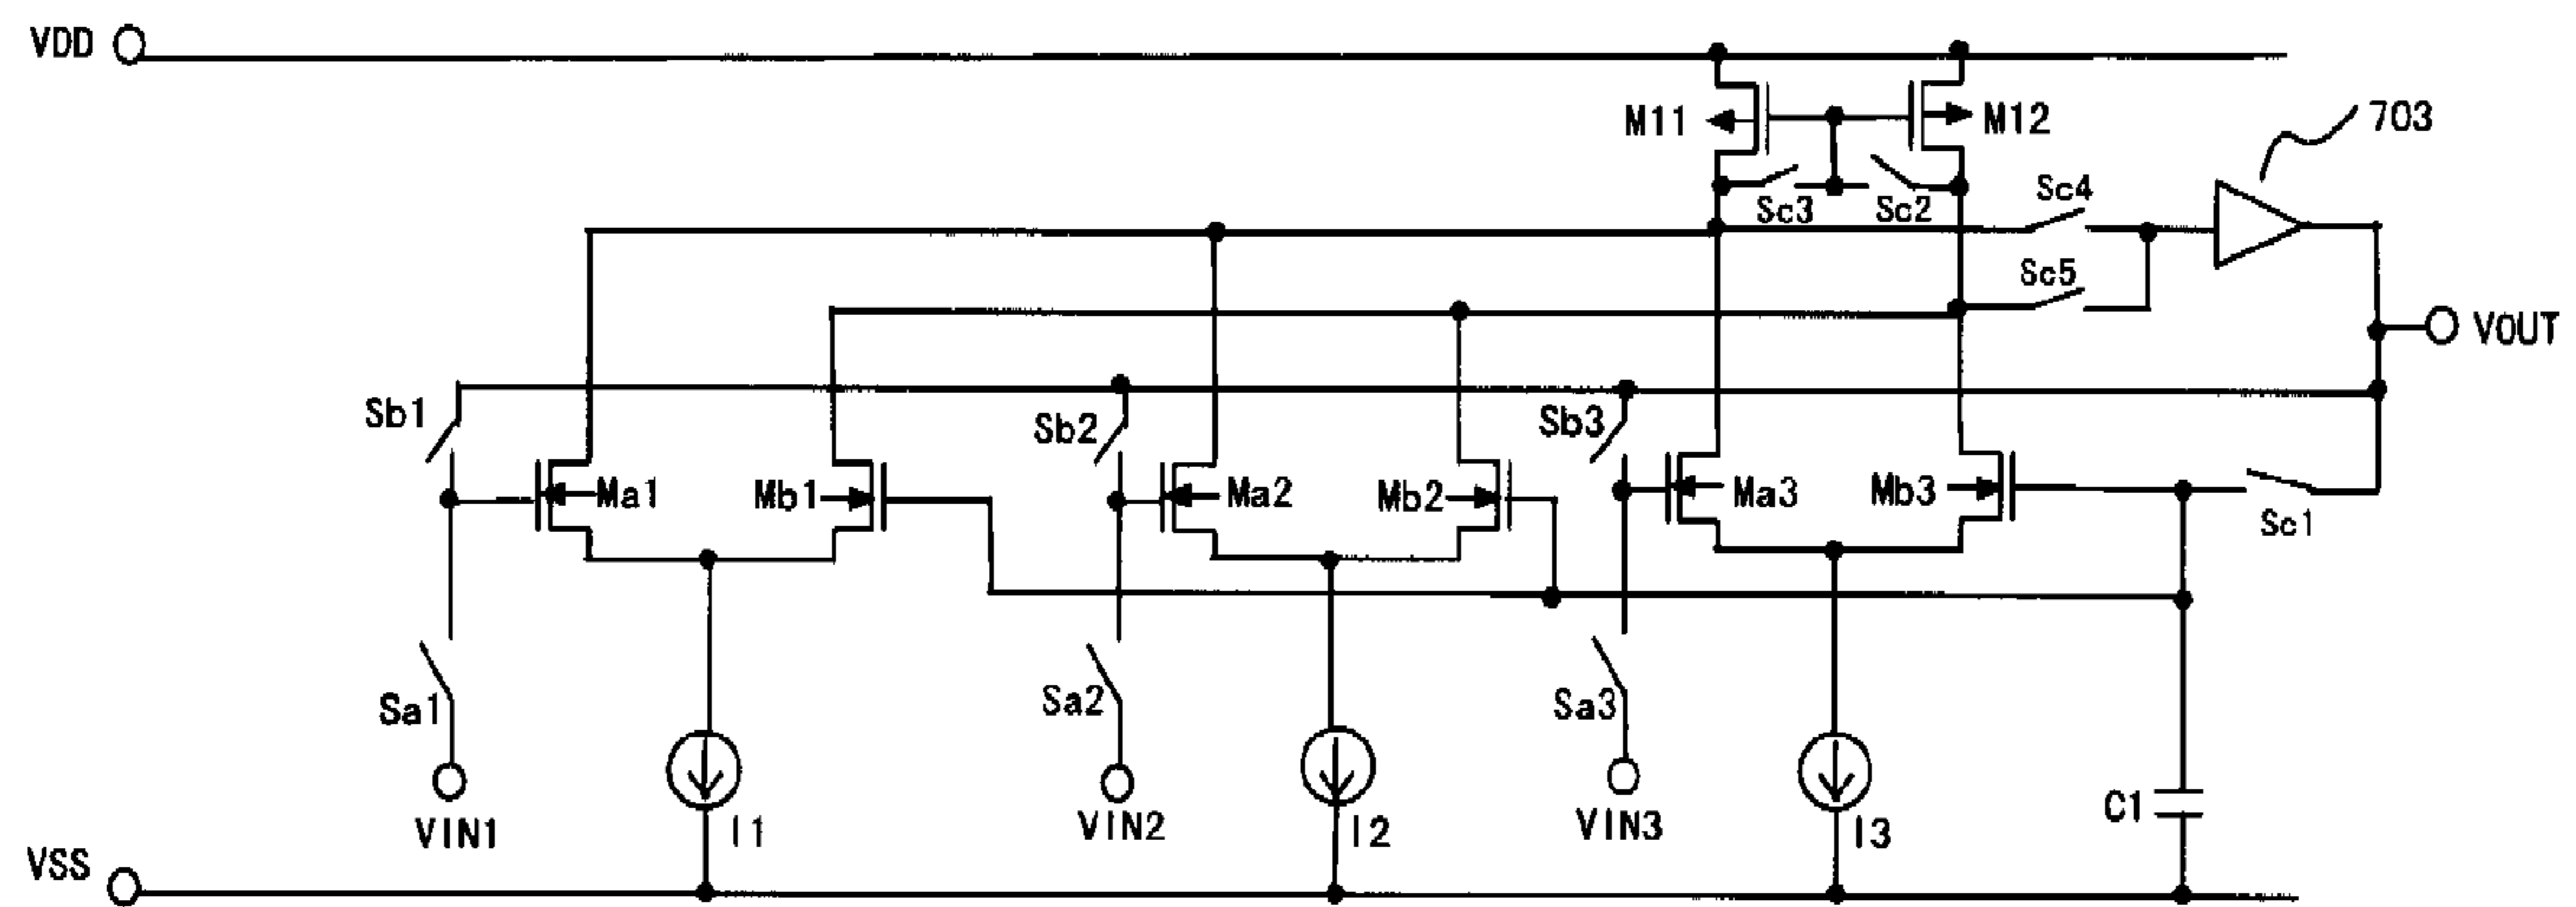 VDD
703
M11
M12
Sc3
Sc2
Sc4
Sc5
VOUT
Sb1
Sb2
Sb3
Ma1
Mb1
Ma2
Mb2
Ma3
Mb3
Sc1
Sa1
Sa2
Sa3
VIN1
I1
VIN2
I2
VIN3
I3
C1
VSS